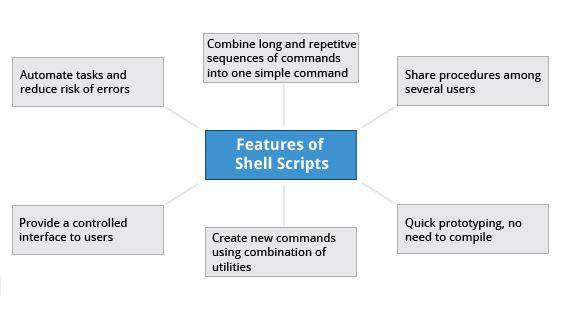 Combine long and repetitve
sequences of commands
into one simple command
Automate tasks and
reduce risk of errors
Share procedures among
several users
Features of
Shell Scripts
Provide a controlled
interface to users
Create new commands
using combination of
utilities
Quick prototyping, no
need to compile